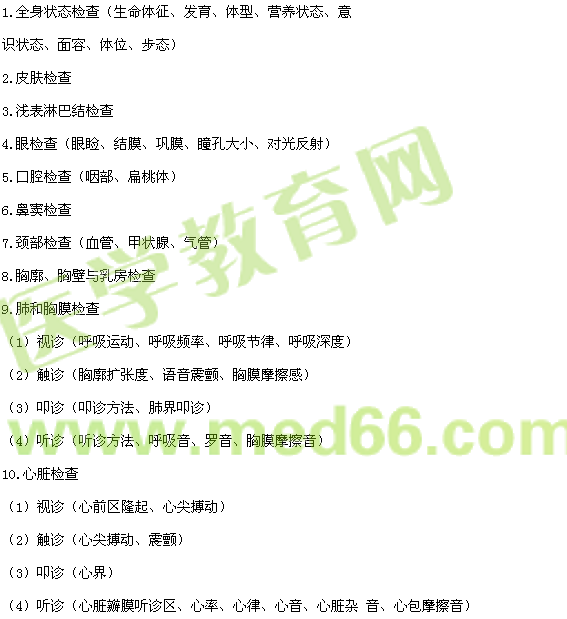 1.全身状态检查（生命体征、发育、体型、营养状态、意
识状态、面容、体位、步态）
2.皮肤检查
3.浅表淋巴结检查
4.眼检查（眼睑、结膜、巩膜、瞳孔大小、对光反射）
5.口腔检查（咽部、扁桃体）
6.鼻窦检查
7.颈部检查（血管、甲状腺、气管）
8.胸廓、胸壁与乳房检查
9.肺和胸膜检查
（1）视诊（呼吸运动、呼吸频率、呼吸节律、呼吸深度）
（2）触诊（胸廓扩张度、语音震颤、胸膜摩擦感）
（3）叩诊（叩诊方法、肺界叩诊）
（4）听诊（听诊方法、呼吸音、罗音、胸膜摩擦音）
10.心脏检查
（1）视诊（心前区隆起、心尖搏动）
（2）触诊（心尖搏动、震颤）
（3）叩诊（心界）
（4）听诊（心脏瓣膜听诊区、心率、心律、心音、心脏杂 音、心包摩擦音）
医学教育网
www.med66.com